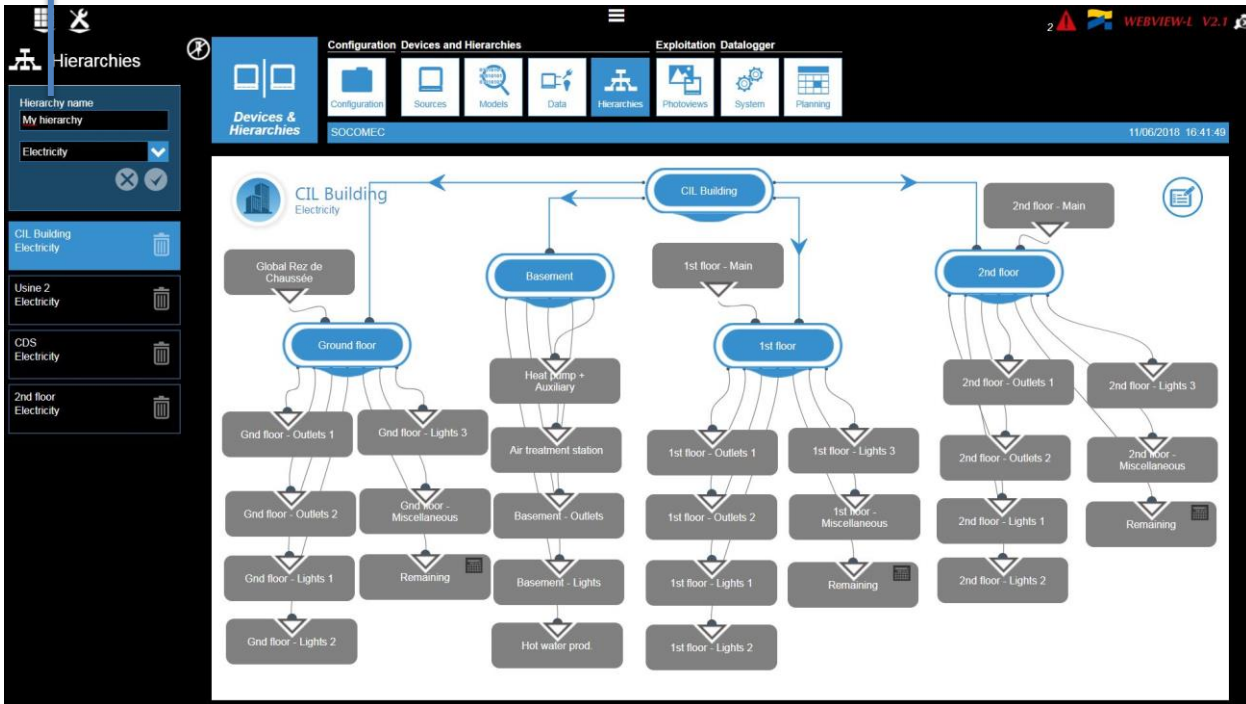 2
WEBVIEW-L V2.1
Hierarchies
Hierarchy name
My hierarchy
Electricity
CIL Building
Electricity
Usine 2
Electricity
CDS
Electricity
2nd floor
Electricity
Devices &
Hierarchies
Configuration
Devices and Hierarchies
Exploitation
Datalogger
Configuration
Sources
Models
Data
Hierarchies
Photoviews
System
Planning
SOCOMEC
11/06/2018 16:41:49
CIL Building
Electricity
CIL Building
2nd floor - Main
Global Rez de
Chaussée
Basement
1st floor - Main
2nd floor
Ground floor
1st floor
Heat pump +
Auxiliary
2nd floor - Outlets 1
2nd floor - Lights 3
Gnd floor - Outlets 1
Gnd floor - Lights 3
Air treatment station
1st floor - Outlets 1
1st floor - Lights 3
2nd floor - Outlets 2
2nd floor -
Miscellaneous
Gnd floor - Outlets 2
Gnd floor -
Miscellaneous
Basement - Outlets
1st floor - Outlets 2
1st floor -
Miscellaneous
2nd floor - Lights 1
Remaining
Gnd floor - Lights 1
Remaining
Basement - Lights
1st floor - Lights 1
Remaining
2nd floor - Lights 2
Gnd floor - Lights 2
Hot water prod.
1st floor - Lights 2